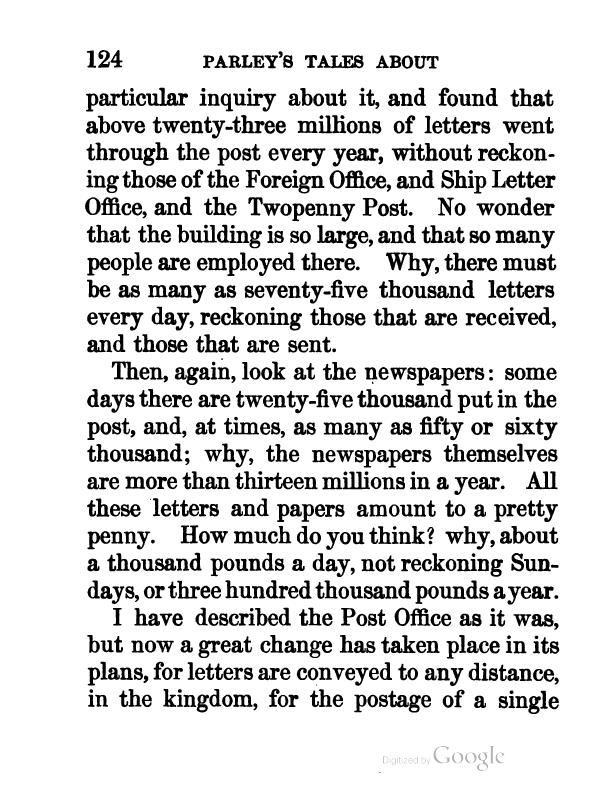 124 PARLEY'S TALES ABOUT
particular inquiry about it, and found that
above twenty-three millions of letters went
through the post every year, without reckon-
ing those of the Foreign Office, and Ship Letter
Office, and the Twopenny Post. No wonder
that the building is so large, and that so many
people are employed there. Why, there must
be as many as seventy-five thousand letters
every day, reckoning those that are received,
and those that are sent.
Then, again, look at the newspapers: some
days there are twenty-five thousand put in the
post, and, at times, as many as fifty or sixty
thousand; why, the newspapers themselves
are more than thirteen millions in a year. All
these letters and papers amount to a pretty
penny. How much do you think? why, about
a thousand pounds a day, not reckoning Sun-
days, or three hundred thousand pounds a year.
I have described the Post Office as it was,
but now a great change has taken place in its
plans, for letters are conveyed to any distance,
in the kingdom, for the postage of a single
Digitized by Google